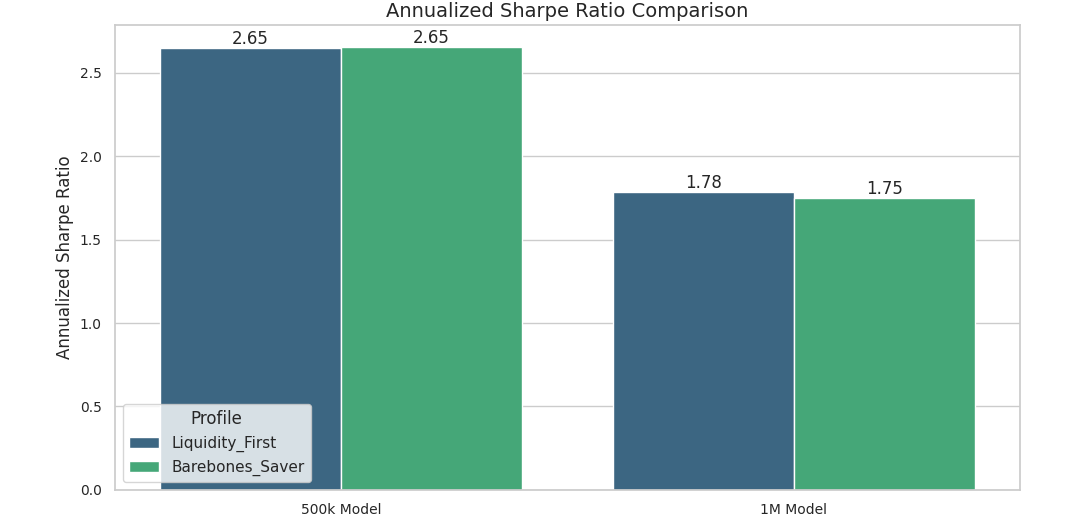 Annualized Sharpe Ratio Comparison
Annualized Sharpe Ratio
2.5
2.0
1.5
1.0
0.5
0.0
2.65
2.65
1.78
1.75
Profile
Liquidity_First
Barebones_Saver
500k Model
1M Model